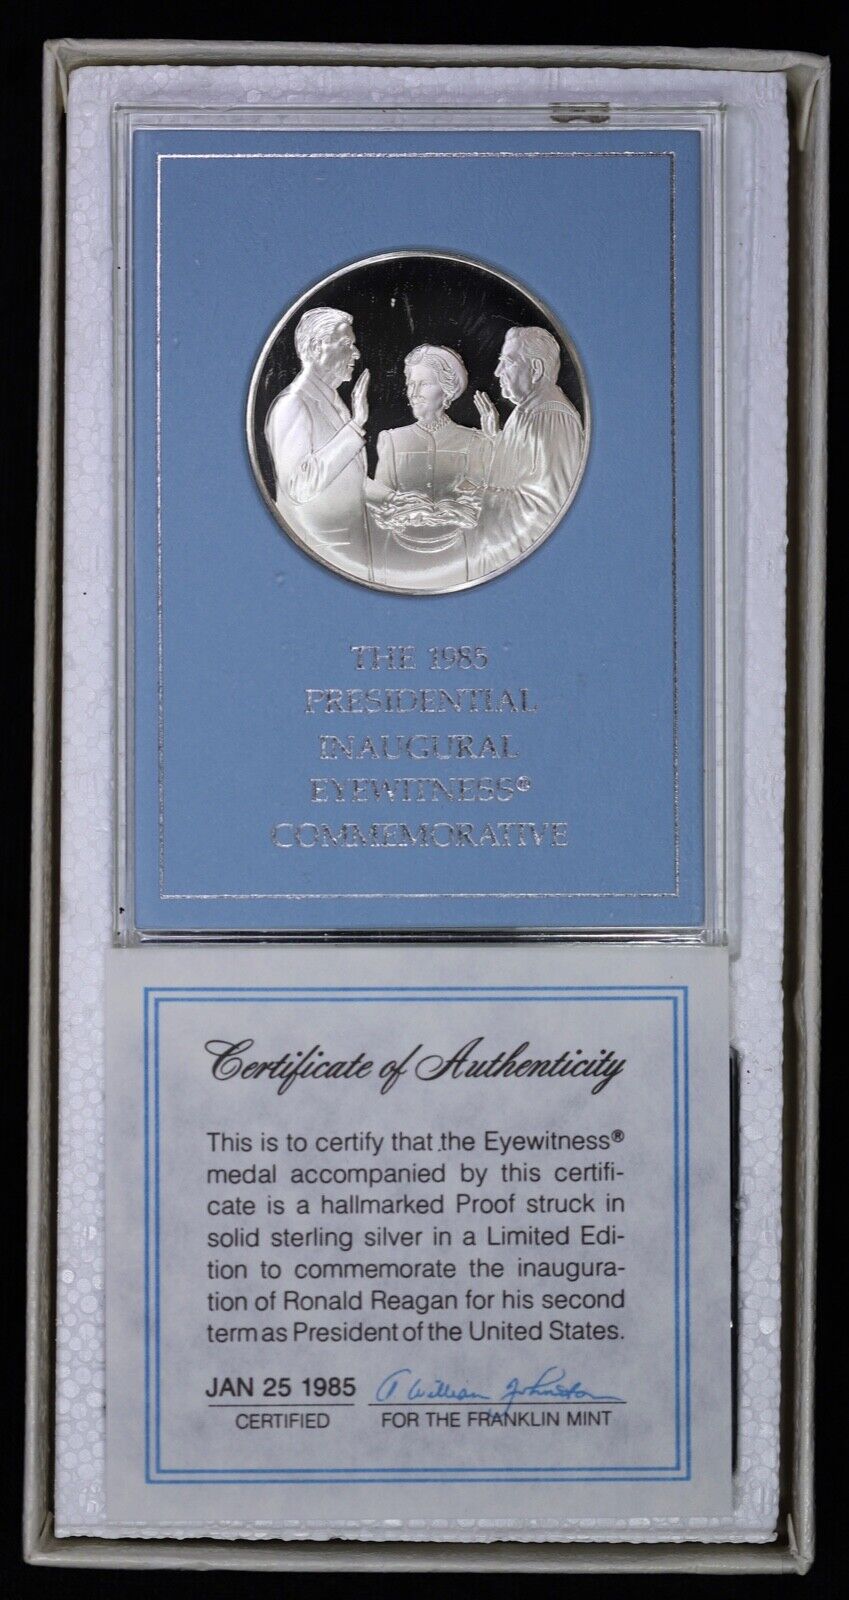 THE 1985
PRESIDENTIAL
INAUGURAL
EYEWITNESS®
COMMEMORATIVE
Certificate of Authenticity
This is to certify that the Eyewitness®
medal accompanied by this certifi-
cate is a hallmarked Proof struck in
solid sterling silver in a Limited Edi-
tion to commemorate the inaugura-
tion of Ronald Reagan for his second
term as President of the United States.
JAN 25 1985 William Johnston
CERTIFIED FOR THE FRANKLIN MINT